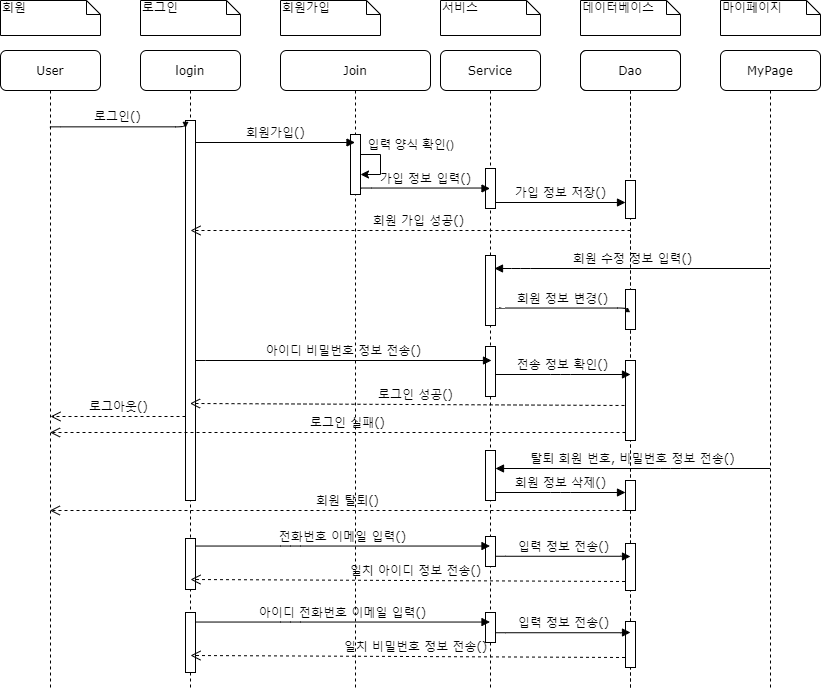 회원
로그인
회원가입
서비스
데이터베이스
마이페이지
User
login
Join
Service
Dao
MyPage
로그인()
회원가입()
입력 양식 확인()
가입 정보 입력()
가입 정보 저장()
회원 가입 성공()
회원 수정 정보 입력()
회원 정보 변경()
아이디 비밀번호 정보 전송()
전송 정보 확인()
로그인 성공()
로그아웃()
로그인 실패()
탈퇴 회원 번호, 비밀번호 정보 전송()
회원 정보 삭제()
회원 탈퇴()
전화번호 이메일 입력()
입력 정보 전송()
일치 아이디 정보 전송()
아이디 전화번호 이메일 입력()
입력 정보 전송()
일치 비밀번호 정보 전송()